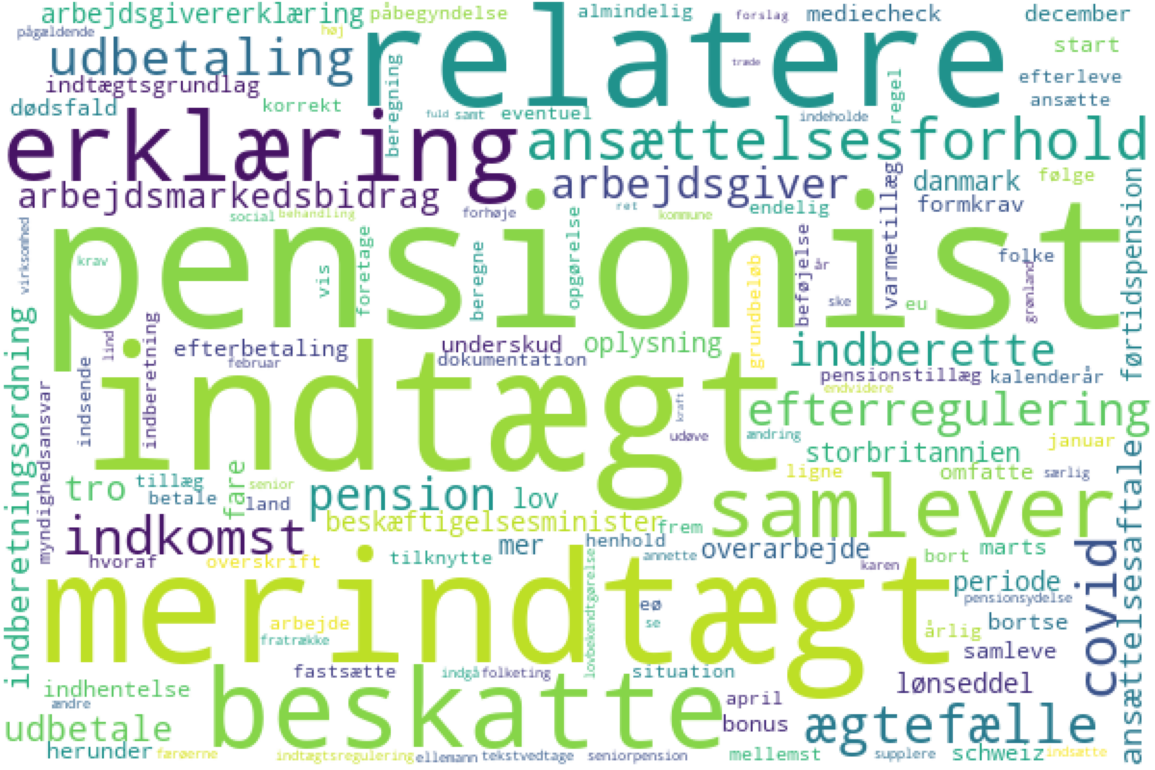 arbejdsgivererklæring
påbegyndelse
almindelig
forslag
mediecheck
december
pågældende
høj
relatere
start
udbetaling
træde
efterleve
indtægtsgrundlag
beregning
regel
ansætte
dødsfald
korrekt
fuld
samt
eventuel
indeholde
erklæring
ansættelsesforhold
arbejdsmarkedsbidrag
arbejdsgiver
varmetillæg
danmark
følge
formkrav
førtidspension
social
behandling
forhøje
opgørelse
ret
kommune
endelig
virksomhed
pensionist
krav
vis
foretage
beregne
grundbeløb
beføjelse
år
folke
grønland
ske
eu
indberetningsordning
lind
indberetning
efterbetaling
februar
underskud
dokumentation
oplysning
indberette
pensionstillæg
kalenderår
endvidere
indsende
indtægt
kraft
udøve
ændring
efterregulering
myndighedsansvar
storbritannien
januar
ansættelsesaftale
tro
tillæg
betale
fare
senior
land
pension
lov
ligne
omfatte
særlig
samlever
indkomst
hvoraf
overskrift
beskæftigelsesminister
frem
tilknytte
mer
henhold
annette
overarbejde
karen
bort
marts
covid
merindtægt
arbejde
fratrække
lovbekendtgørelse
eø
se
periode
pensionsydelse
bortse
årlig
samleve
fastsætte
indgå
folketing
situation
lønseddel
indhentelse
ændre
beskatte
april
bonus
ægtefælle
udbetale
herunder
færøerne
indtægtsregulering
ellemann
tekstvedtage
seniorpension
mellemst
supplere
schweiz
indsætte